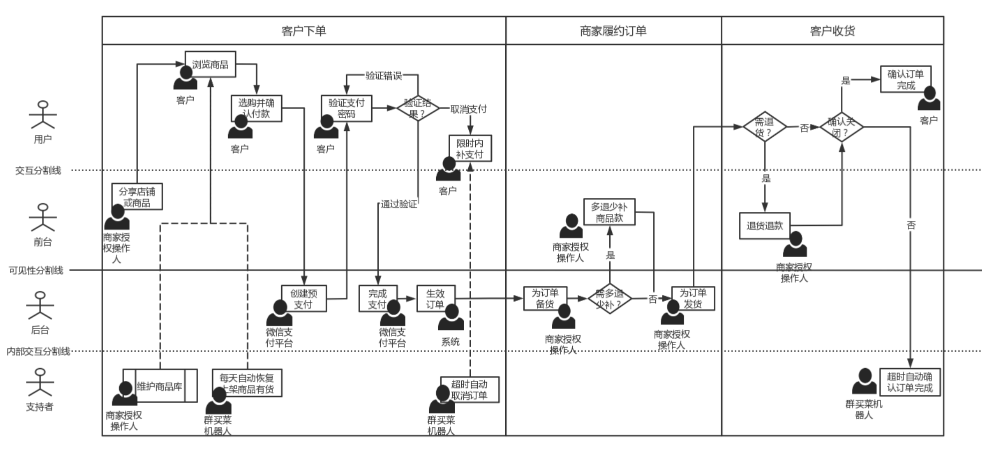 客户下单
商家履约订单
客户收货
浏览商品
客户
验证错误
选购并确
认付款
客户
验证支付
密码
客户
验证结
果？
取消支付
限时内
补支付
客户
需退
货？
否
确认关
闭？
是
确认订单
完成
客户
用户
交互分割线
分享店铺
或商品
商家授
权操作
人
通过验证
多退少补
商品款
商家授权
操作人
是
是
退货退款
商家授权
操作人
否
前台
可见性分割线
创建预
支付
微信支
付平台
完成
支付
微信支
付平台
生效
订单
系统
为订单
备货
商家授权
操作人
需多退
少补？
否
为订单
发货
商家授权
操作人
后台
内部交互分割线
维护商品库
商家授权
操作人
每天自动恢复
上架商品有货
群买菜
机器人
超时自动
取消订单
群买菜
机器人
超时自动确
认订单完成
群买菜机
器人
支持者